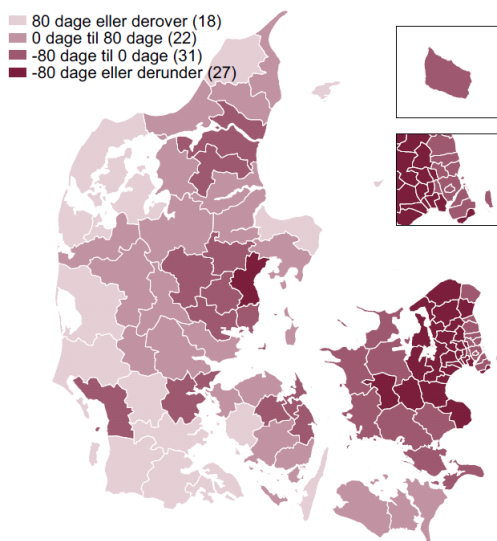 80 dage eller derover (18)
0 dage til 80 dage (22)
-80 dage til 0 dage (31)
-80 dage eller derunder (27)